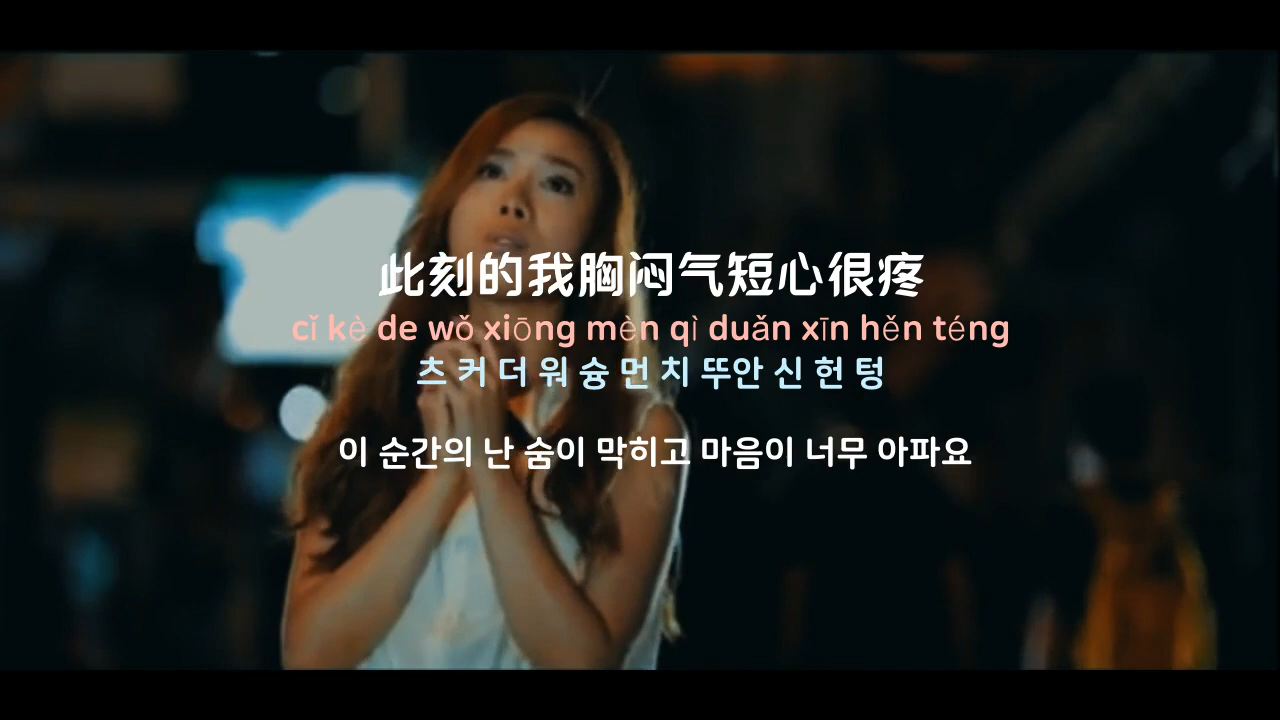 此刻的我胸闷气短心很疼
cǐ kè de wǒ xiōng mèn qì duǎn xīn hěn téng
츠 커 더 워 슝 먼 치 뚜안 신 헌 텅
이 순간의 난 숨이 막히고 마음이 너무 아파요